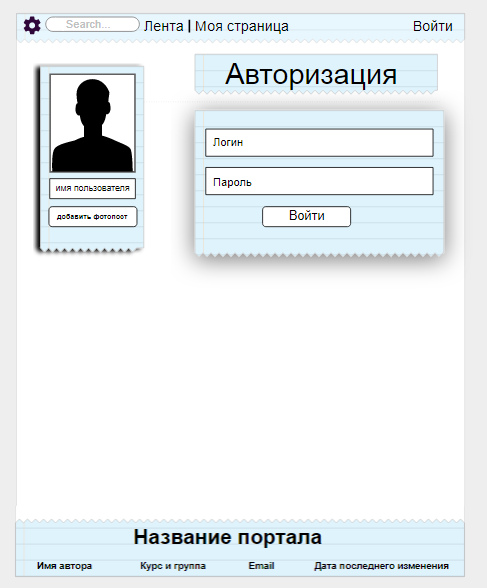 Search... Лента | Моя страница Войти
Авторизация
имя пользователя
добавить фотопост
Логин
Пароль
Войти
Название портала
Имя автора Курс и группа Email Дата последнего изменения